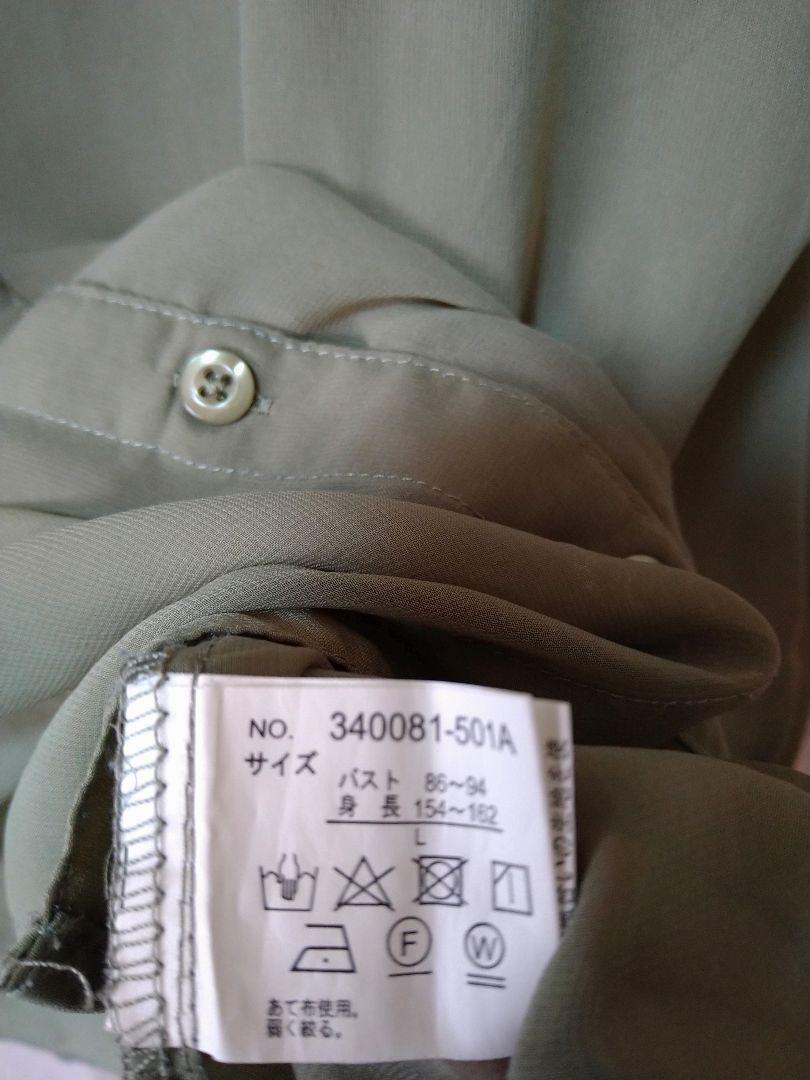 NO. 340081-501A
サイズ
バスト 86～94
身長 154～162
L
F
W
あて布使用。
弱く絞る。